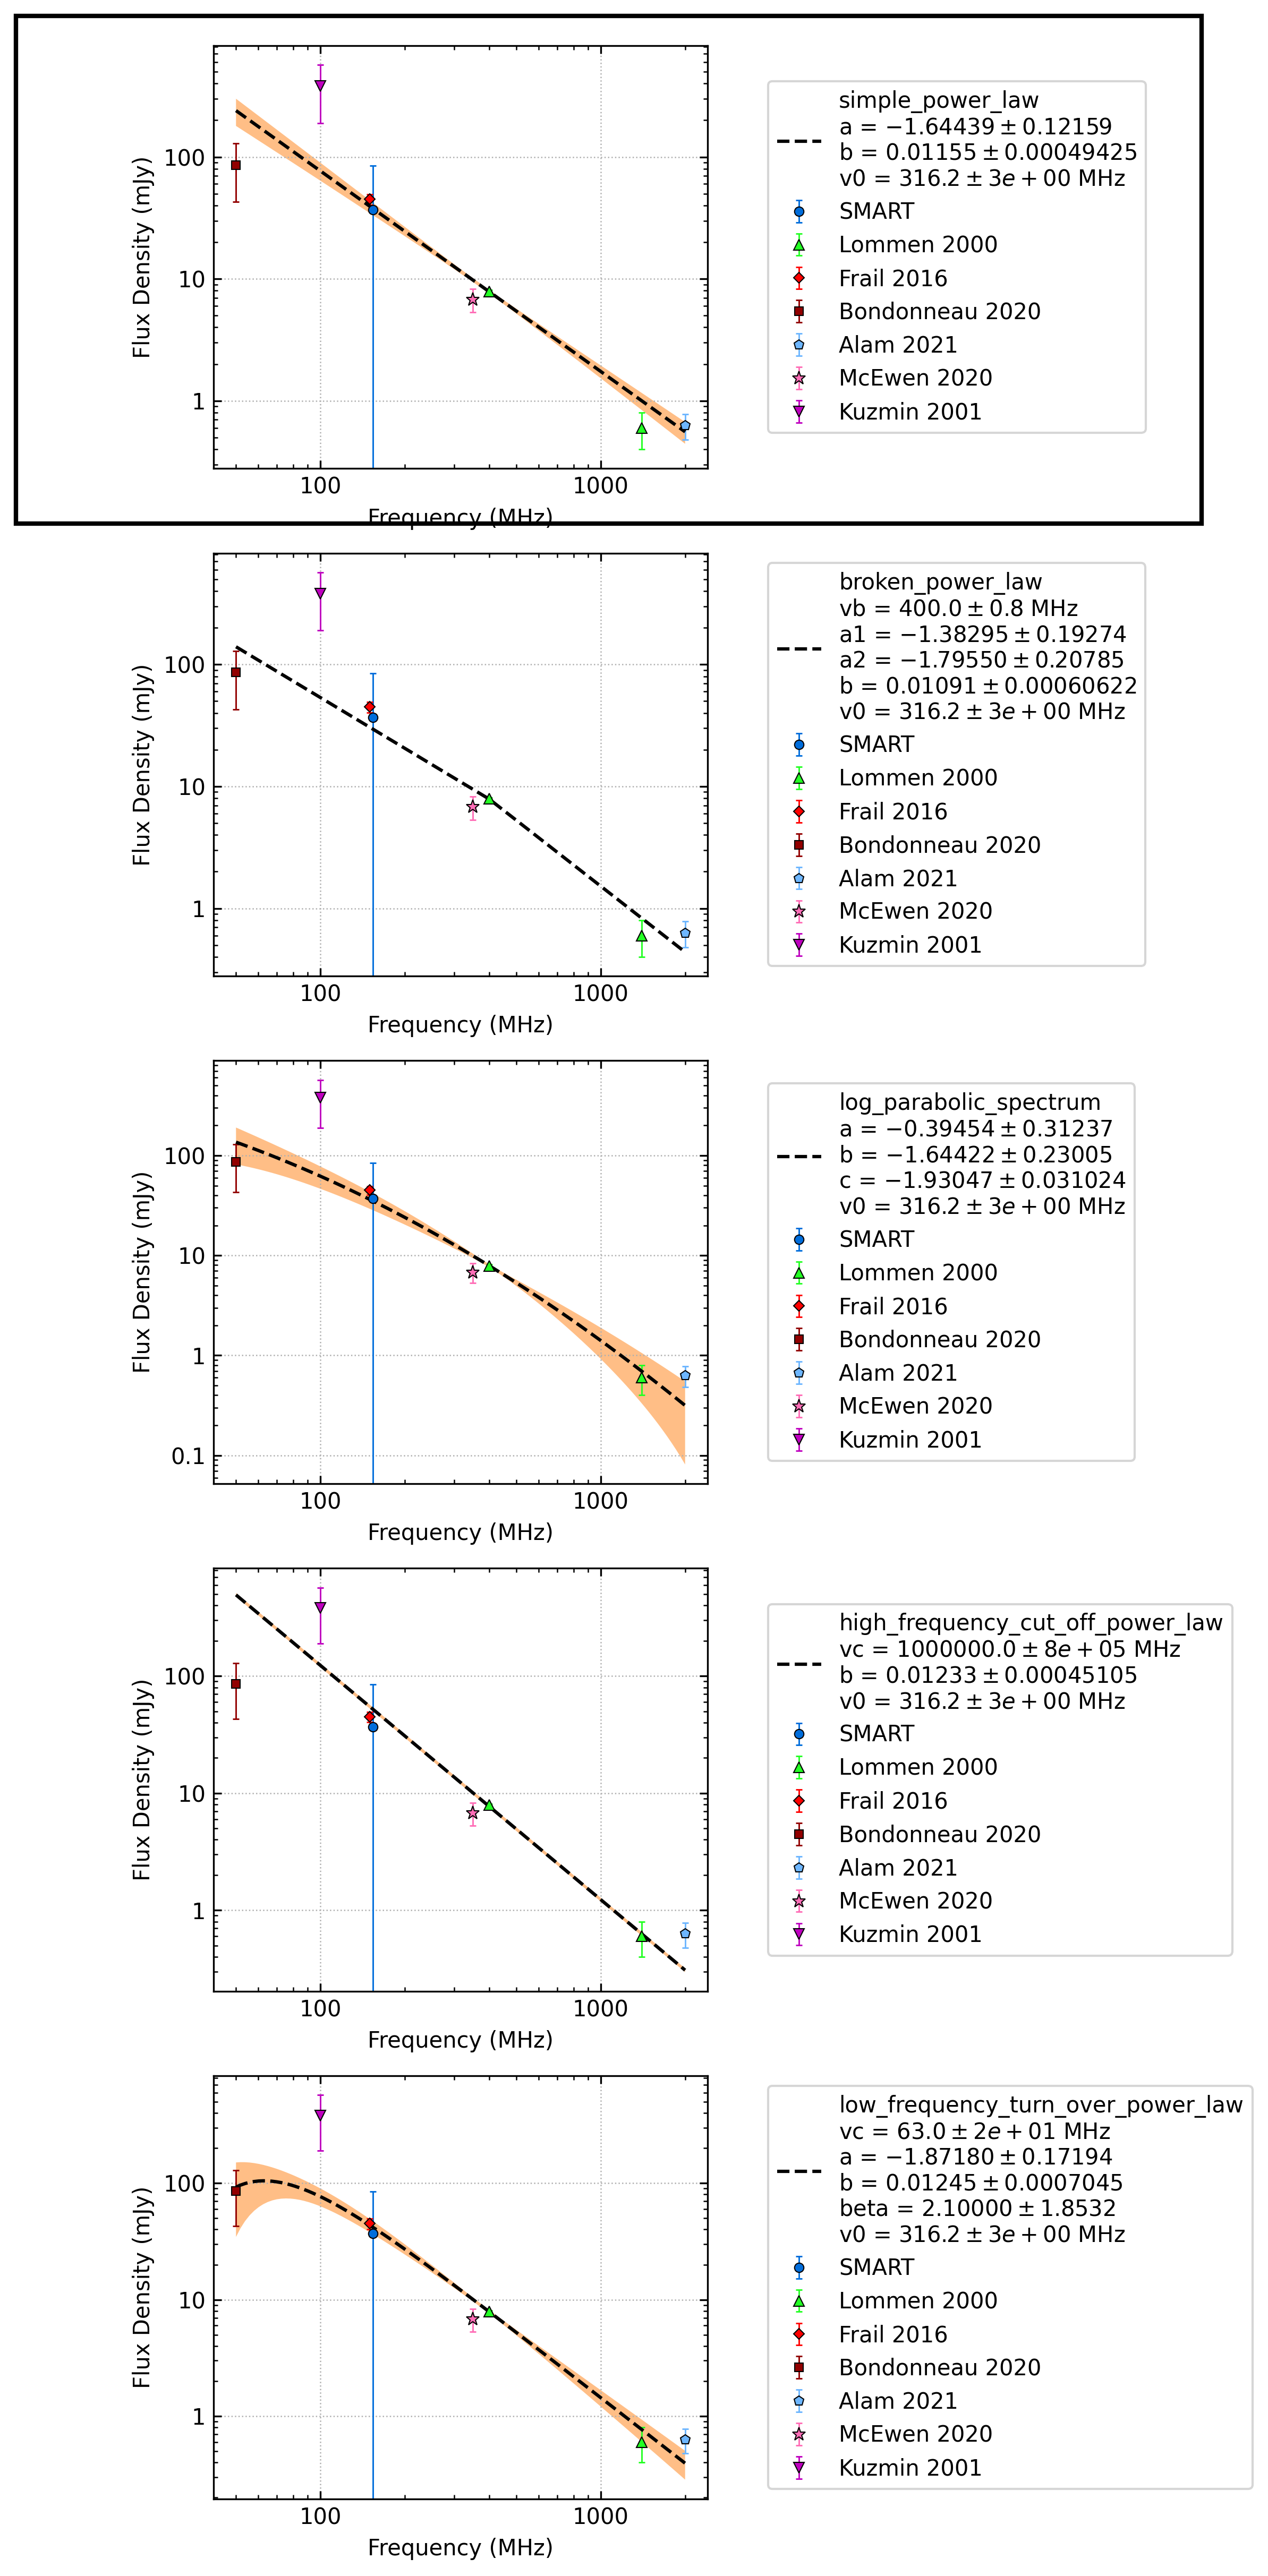 100
10
1
Flux Density (mJy)
100
1000
Frequency (MHz)
simple_power_law
a = −1.64439 ± 0.12159
b = 0.01155 ± 0.00049425
v0 = 316.2 ± 3e + 00 MHz
SMART
Lommen 2000
Frail 2016
Bondonneau 2020
Alam 2021
McEwen 2020
Kuzmin 2001
100
10
1
Flux Density (mJy)
100
1000
Frequency (MHz)
broken_power_law
vb = 400.0 ± 0.8 MHz
a1 = −1.38295 ± 0.19274
a2 = −1.79550 ± 0.20785
b = 0.01091 ± 0.00060622
v0 = 316.2 ± 3e + 00 MHz
SMART
Lommen 2000
Frail 2016
Bondonneau 2020
Alam 2021
McEwen 2020
Kuzmin 2001
100
10
1
0.1
Flux Density (mJy)
100
1000
Frequency (MHz)
log_parabolic_spectrum
a = −0.39454 ± 0.31237
b = −1.64422 ± 0.23005
c = −1.93047 ± 0.031024
v0 = 316.2 ± 3e + 00 MHz
SMART
Lommen 2000
Frail 2016
Bondonneau 2020
Alam 2021
McEwen 2020
Kuzmin 2001
100
10
1
Flux Density (mJy)
100
1000
Frequency (MHz)
high_frequency_cut_off_power_law
vc = 1000000.0 ± 8e + 05 MHz
b = 0.01233 ± 0.00045105
v0 = 316.2 ± 3e + 00 MHz
SMART
Lommen 2000
Frail 2016
Bondonneau 2020
Alam 2021
McEwen 2020
Kuzmin 2001
100
10
1
Flux Density (mJy)
100
1000
Frequency (MHz)
low_frequency_turn_over_power_law
vc = 63.0 ± 2e + 01 MHz
a = −1.87180 ± 0.17194
b = 0.01245 ± 0.0007045
beta = 2.10000 ± 1.8532
v0 = 316.2 ± 3e + 00 MHz
SMART
Lommen 2000
Frail 2016
Bondonneau 2020
Alam 2021
McEwen 2020
Kuzmin 2001